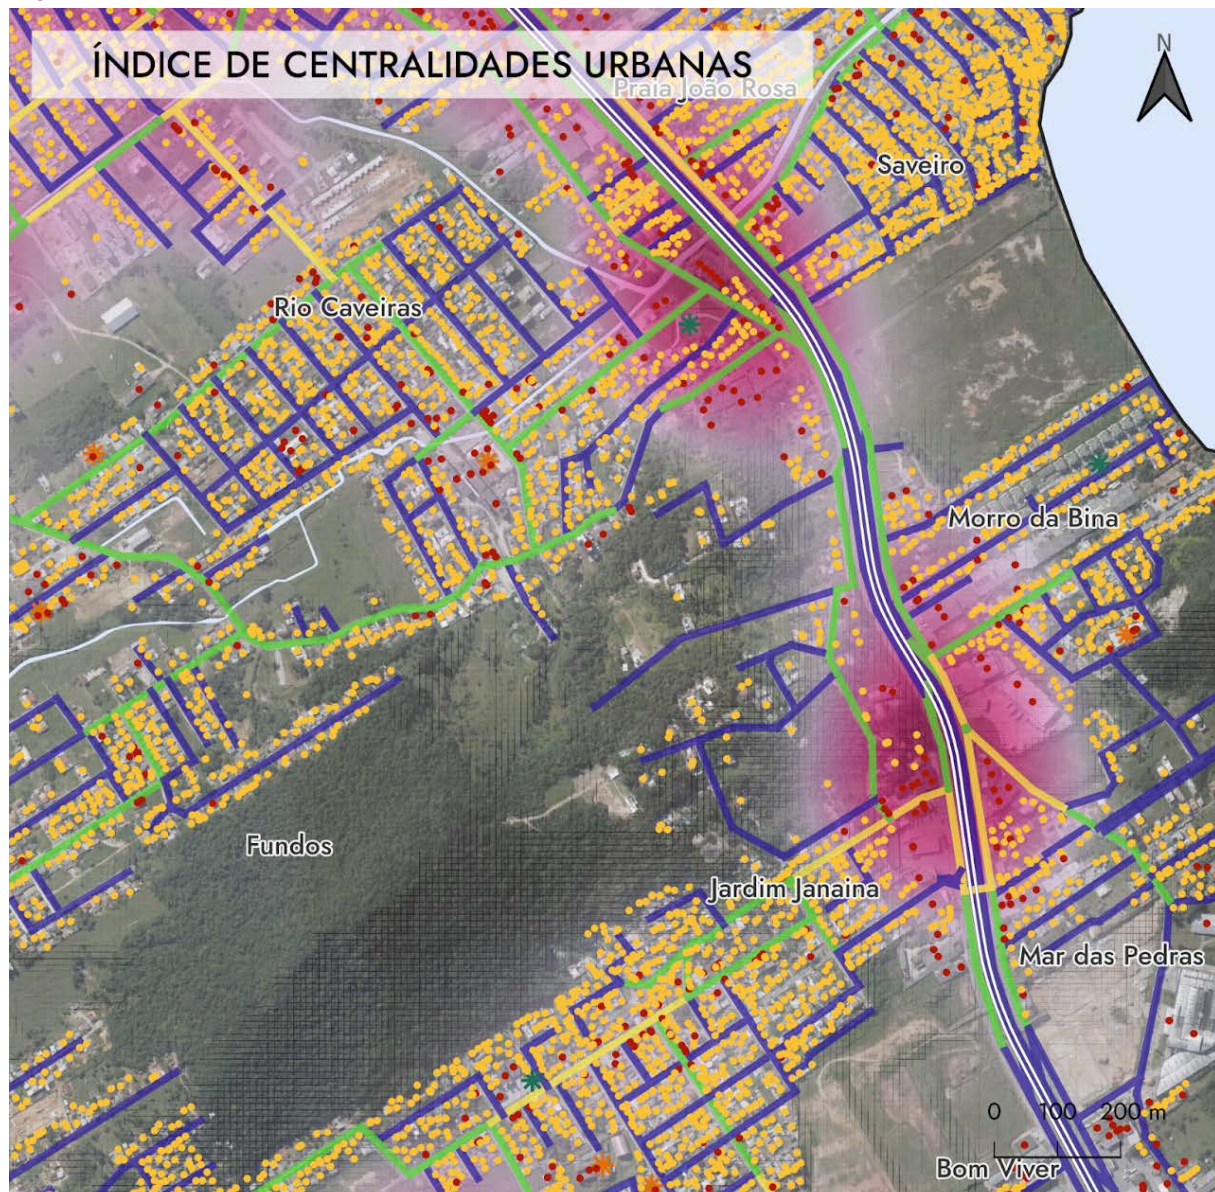 ÍNDICE DE CENTRALIDADES URBANAS
N
Praia João Rosa
Saveiro
Rio Caveiras
Morro da Bina
Fundos
Jardim Janaina
Mar das Pedras
0 100 200 m
Bom Viver